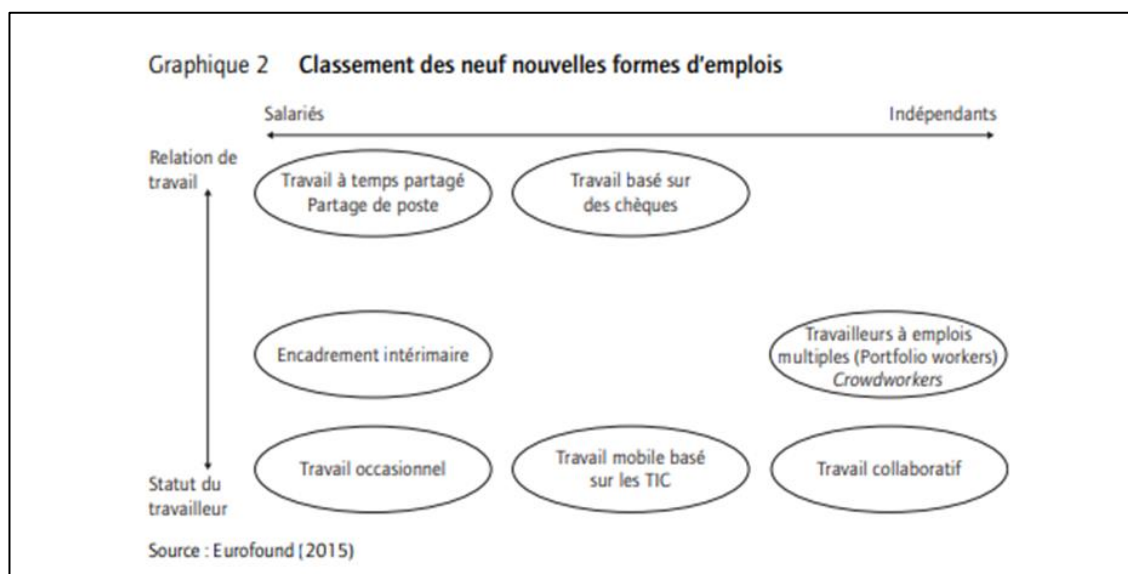 Graphique 2 Classement des neuf nouvelles formes d'emplois
Salariés Indépendants
Relation de
travail
Travail à temps partagé
Partage de poste
Travail basé sur
des chèques
Encadrement intérimaire
Travailleurs à emplois
multiples (Portfolio workers)
Crowdworkers
Travail occasionnel
Travail mobile basé
sur les TIC
Travail collaboratif
Statut du
travailleur
Source : Eurofound (2015)